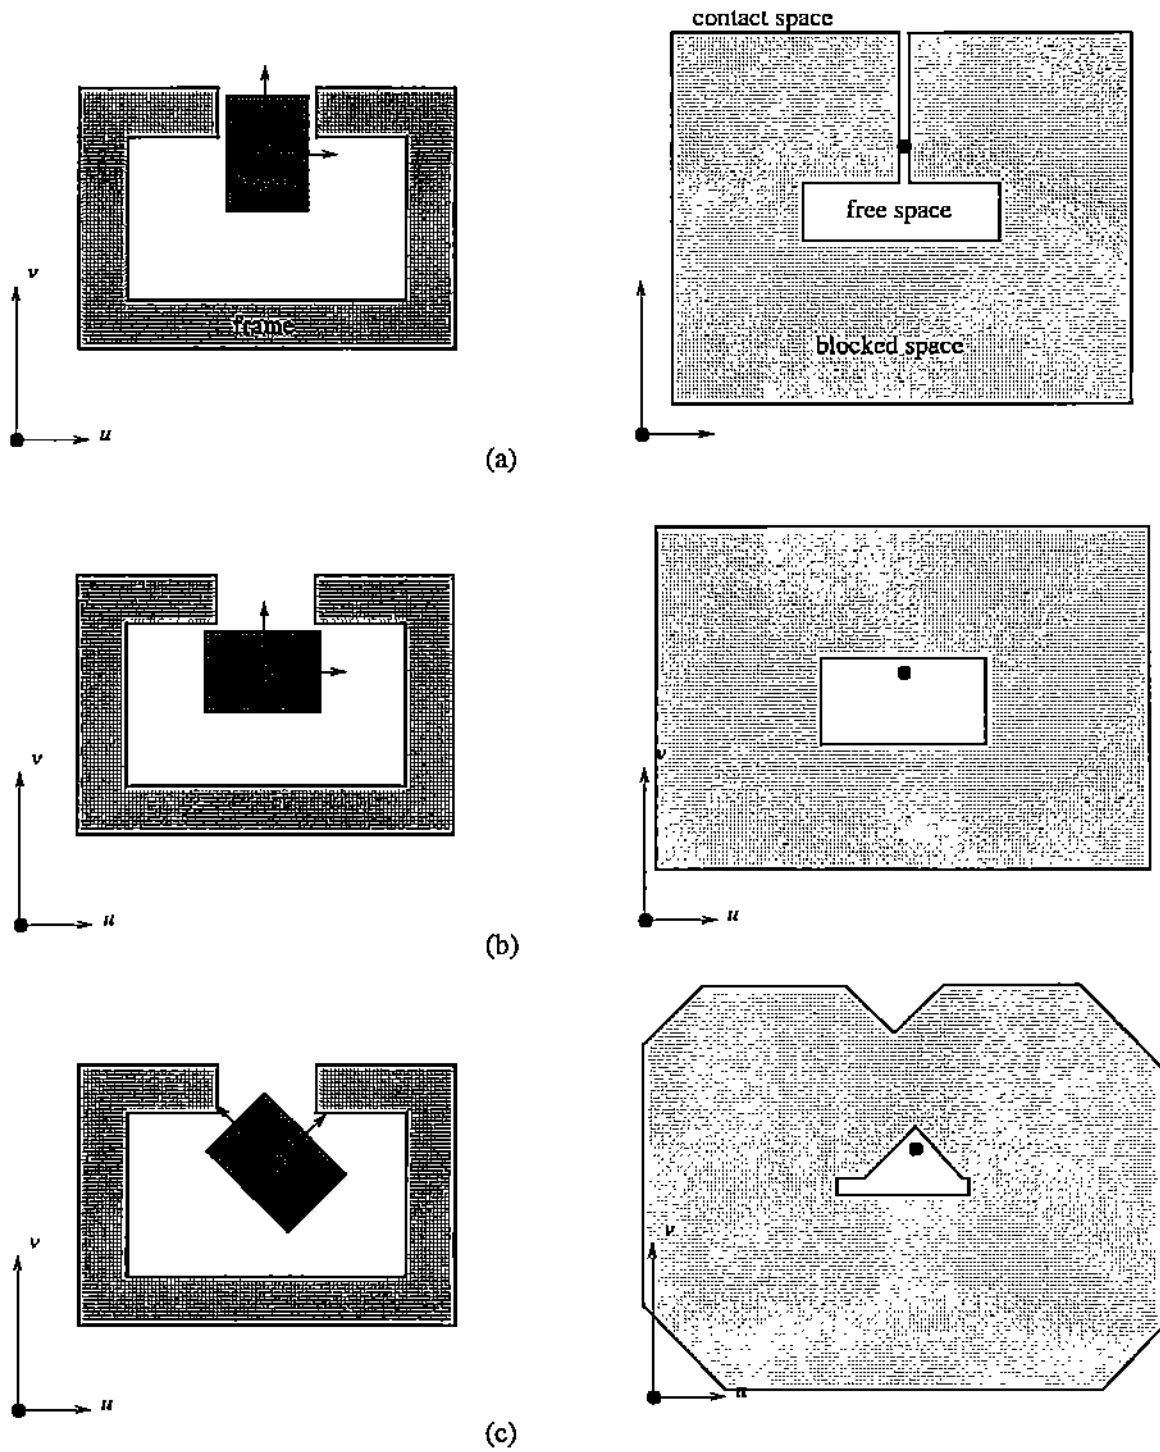 contact space
free space
v
frame
blocked space
u
(a)
v
v
u
u
(b)
v
v
u
u
(c)